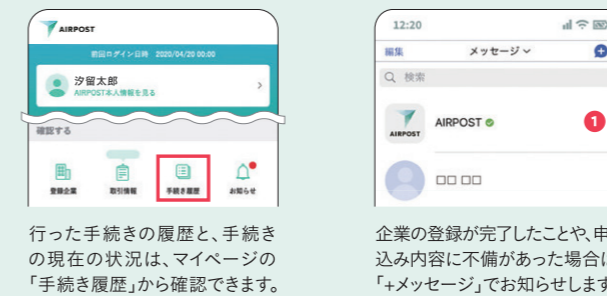 AIRPOST
前回ログイン日時 2020/04/20 00:00
汐留太郎
AIRPOST本人情報を見る
確認する
登録企業 取引情報 手続き履歴 お知らせ
行った手続きの履歴と、手続き
の現在の状況は、マイページの
「手続き履歴」から確認できます。
12:20
編集 メッセージ
検索
AIRPOST
AIRPOST
1
□□ □□
企業の登録が完了したことや、申
込み内容に不備があった場合に
「+メッセージ」でお知らせします